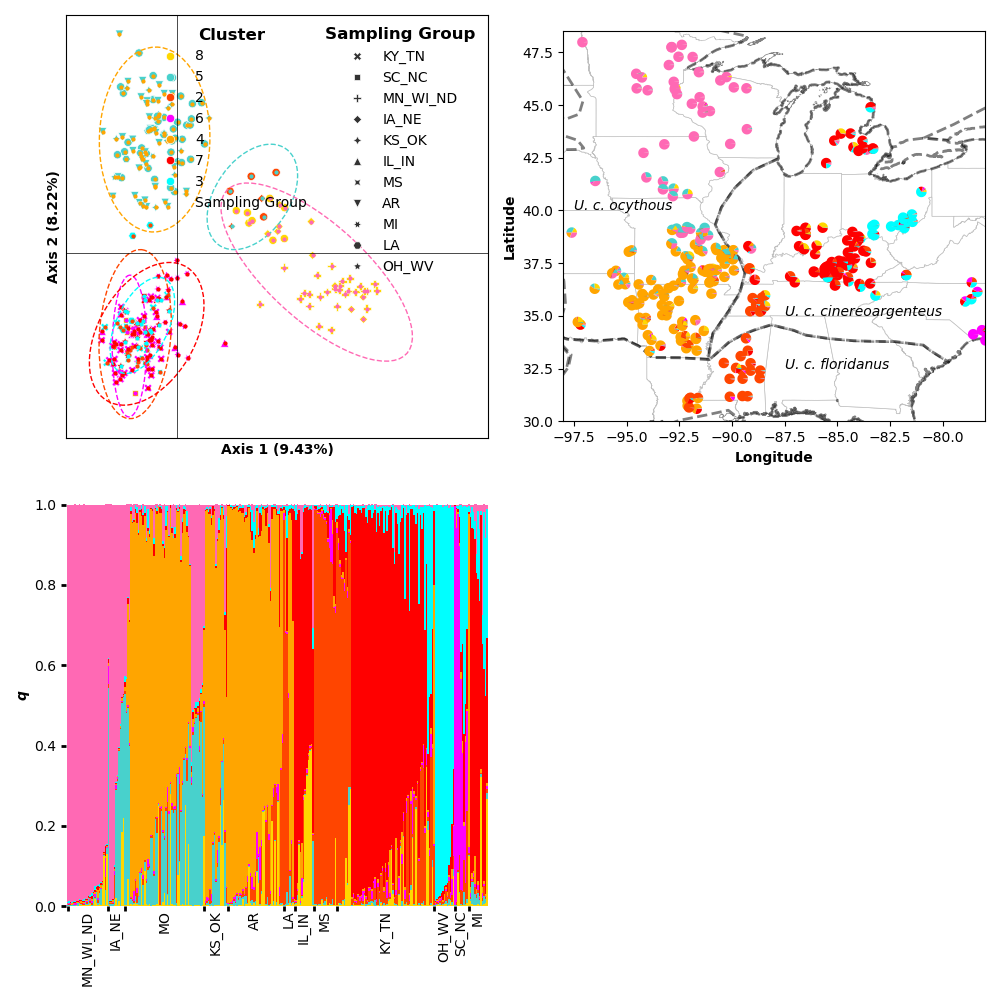 Cluster
8
5
2
6
4
7
3
Sampling Group
Sampling Group
KY_TN
SC_NC
MN_WI_ND
IA_NE
KS_OK
IL_IN
MS
AR
MI
LA
OH_WV
Axis 2 (8.22%)
Axis 1 (9.43%)
47.5
45.0
42.5
40.0
37.5
35.0
32.5
30.0
Latitude
U. c. ocythous
U. c. cinereoargenteus
U. c. floridanus
−97.5 −95.0 −92.5 −90.0 −87.5 −85.0 −82.5 −80.0
Longitude
1.0
0.8
0.6
0.4
0.2
0.0
q
MN_WI_ND
IA_NE
MO
KS_OK
AR
LA
IL_IN
MS
KY_TN
OH_WV
SC_NC
MI